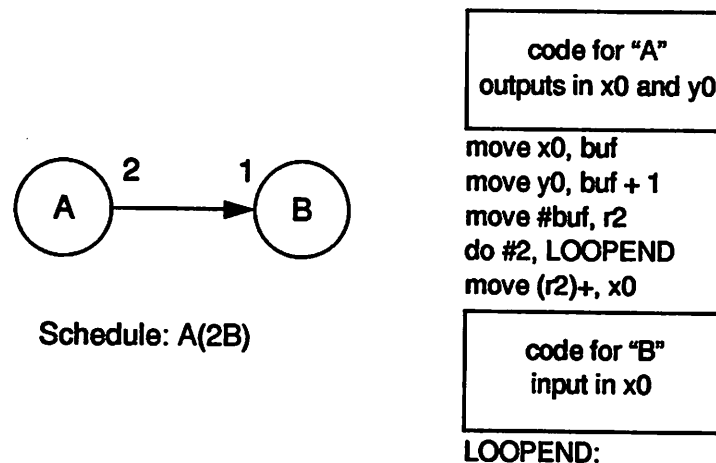 2
1
A
B
Schedule: A(2B)
code for "A"
outputs in x0 and y0
move x0, buf
move y0, buf + 1
move #buf, r2
do #2, LOOPEND
move (r2)+, x0
code for "B"
input in x0
LOOPEND: